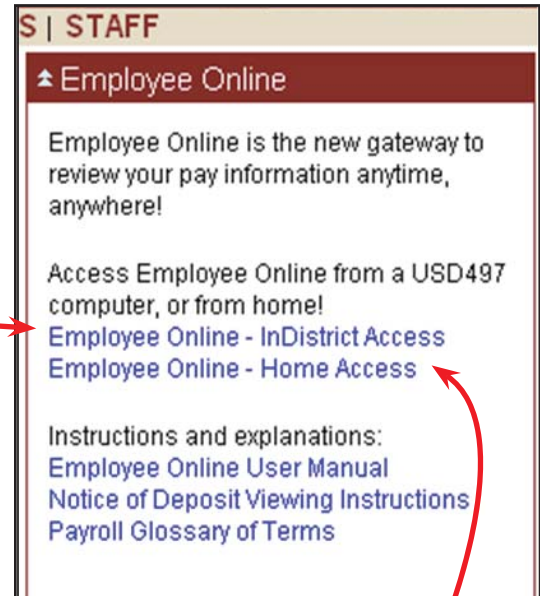 S | STAFF
Employee Online
Employee Online is the new gateway to
review your pay information anytime,
anywhere!
Access Employee Online from a USD497
computer, or from home!
Employee Online - InDistrict Access
Employee Online - Home Access
Instructions and explanations:
Employee Online User Manual
Notice of Deposit Viewing Instructions
Payroll Glossary of Terms